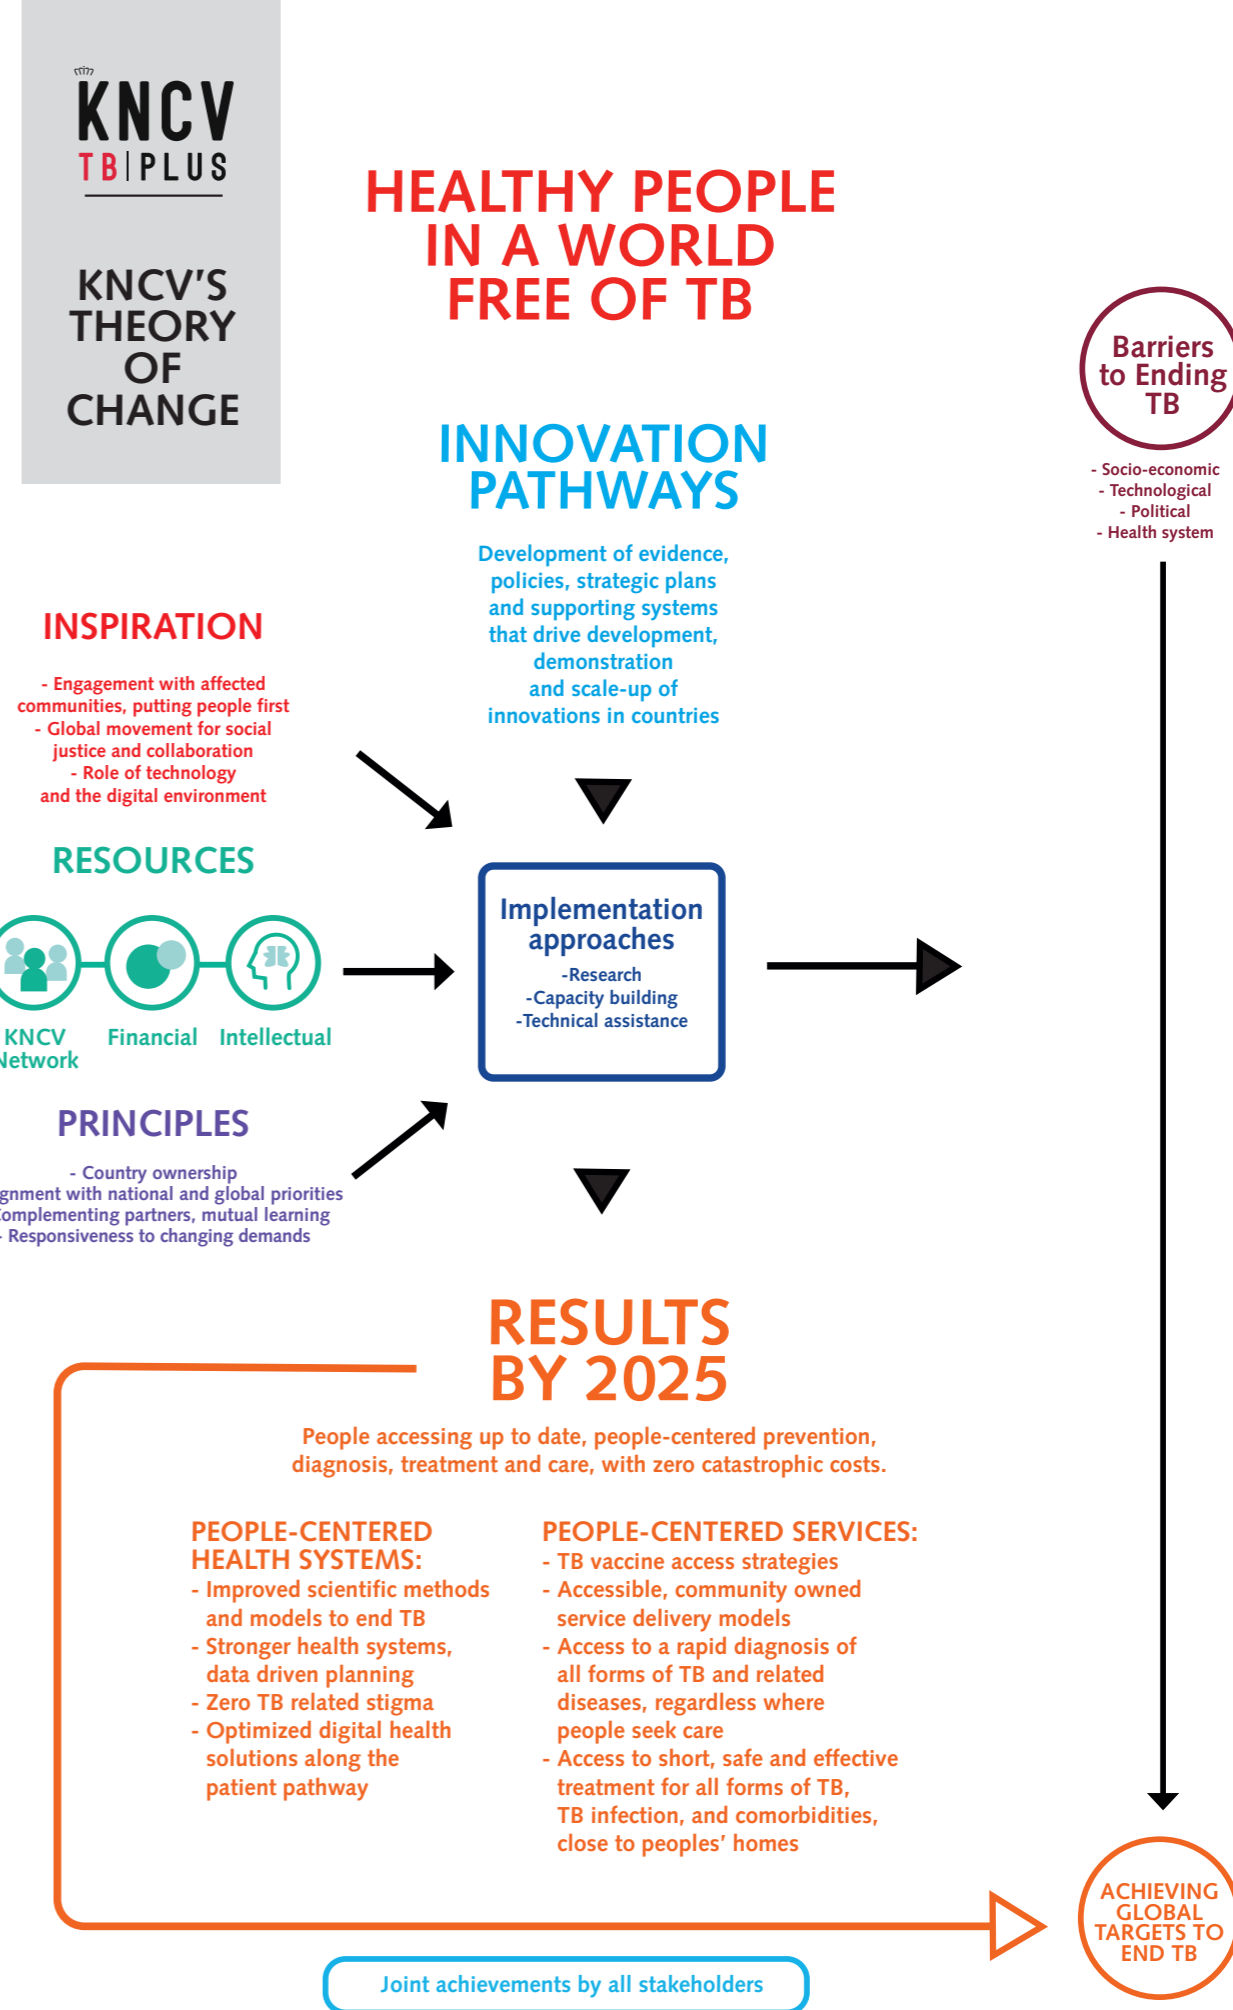 KNCV
TB|PLUS
KNCV'S
THEORY
OF
CHANGE
HEALTHY PEOPLE
IN A WORLD
FREE OF TB
Barriers
to Ending
TB
- Socio-economic
- Technological
- Political
- Health system
INNOVATION
PATHWAYS
Development of evidence,
policies, strategic plans
and supporting systems
that drive development,
demonstration
and scale-up of
innovations in countries
INSPIRATION
- Engagement with affected
communities, putting people first
- Global movement for social
justice and collaboration
- Role of technology
and the digital environment
RESOURCES
KNCV
Network
Financial
Intellectual
PRINCIPLES
- Country ownership
gnment with national and global priorities
Complementing partners, mutual learning
- Responsiveness to changing demands
Implementation
approaches
-Research
-Capacity building
-Technical assistance
RESULTS
BY 2025
People accessing up to date, people-centered prevention,
diagnosis, treatment and care, with zero catastrophic costs.
PEOPLE-CENTERED
HEALTH SYSTEMS:
- Improved scientific methods
and models to end TB
- Stronger health systems,
data driven planning
- Zero TB related stigma
- Optimized digital health
solutions along the
patient pathway
PEOPLE-CENTERED SERVICES:
- TB vaccine access strategies
- Accessible, community owned
service delivery models
- Access to a rapid diagnosis of
all forms of TB and related
diseases, regardless where
people seek care
- Access to short, safe and effective
treatment for all forms of TB,
TB infection, and comorbidities,
close to peoples' homes
ACHIEVING
GLOBAL
TARGETS TO
END TB
Joint achievements by all stakeholders